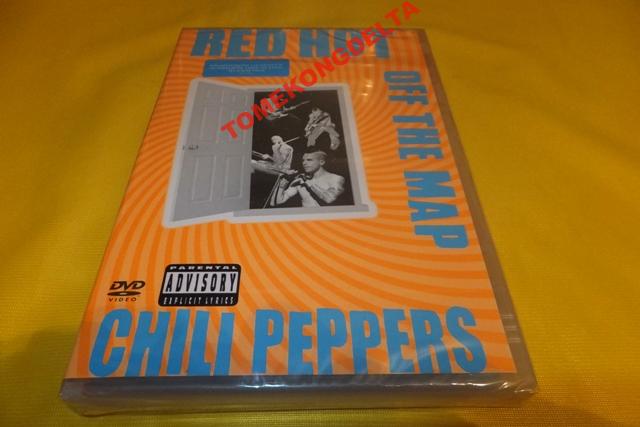 RED HOT
TOMEKONGDELTA
OFF THE MAP
DVD
VIDEO
PARENTAL
ADVISORY
EXPLICIT LYRICS
CHILI PEPPERS